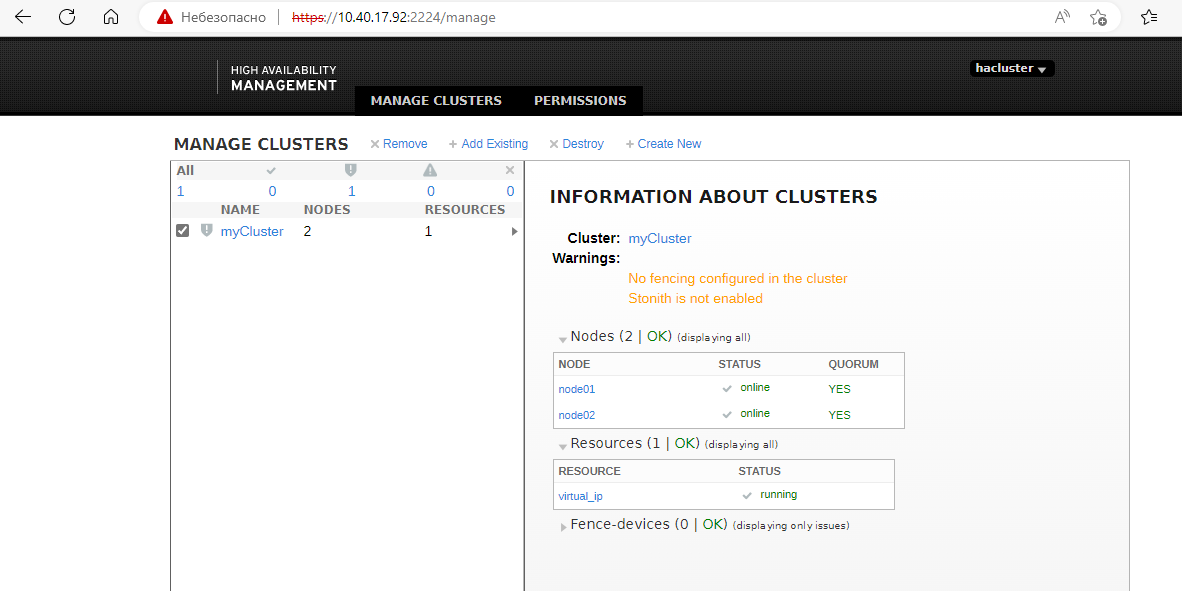 Небезопасно | https://10.40.17.92:2224/manage
HIGH AVAILABILITY
MANAGEMENT
hacluster
MANAGE CLUSTERS PERMISSIONS
MANAGE CLUSTERS Remove Add Existing Destroy Create New
All
1 0 1 0 0
NAME NODES RESOURCES
myCluster 2 1
INFORMATION ABOUT CLUSTERS
Cluster: myCluster
Warnings:
No fencing configured in the cluster
Stonith is not enabled
Nodes (2 | OK) (displaying all)
NODE STATUS QUORUM
node01 online YES
node02 online YES
Resources (1 | OK) (displaying all)
RESOURCE STATUS
virtual_ip running
Fence-devices (0 | OK) (displaying only issues)